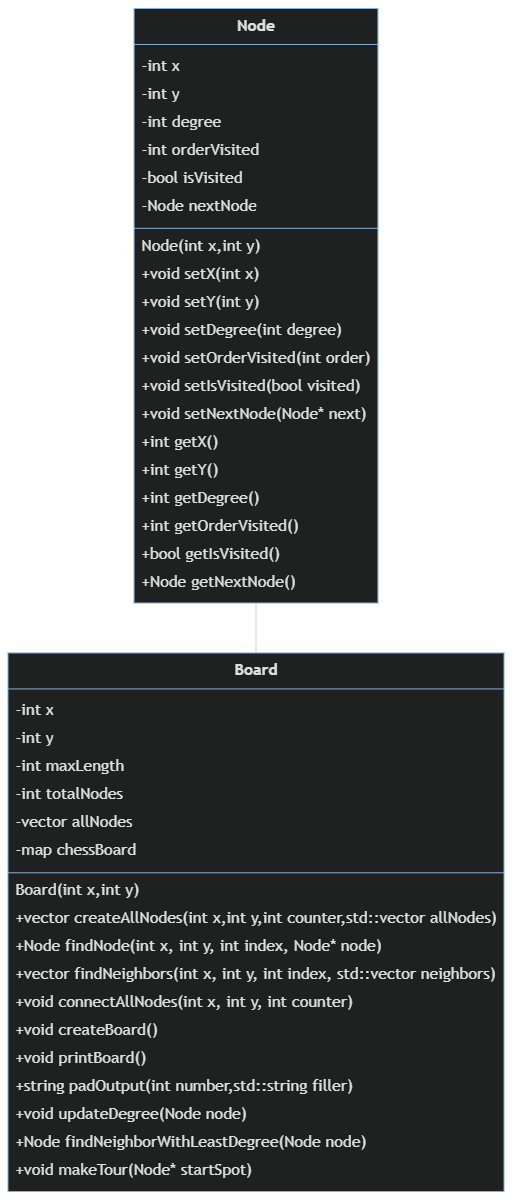 Node
-int x
-int y
-int degree
-int orderVisited
-bool isVisited
-Node nextNode
Node(int x,int y)
+void setX(int x)
+void setY(int y)
+void setDegree(int degree)
+void setOrderVisited(int order)
+void setIsVisited(bool visited)
+void setNextNode(Node* next)
+int getX()
+int getY()
+int getDegree()
+int getOrderVisited()
+bool getIsVisited()
+Node getNextNode()
Board
-int x
-int y
-int maxLength
-int totalNodes
-vector allNodes
-map chessBoard
Board(int x,int y)
+vector createAllNodes(int x,int y,int counter,std::vector allNodes)
+Node findNode(int x, int y, int index, Node* node)
+vector findNeighbors(int x, int y, int index, std::vector neighbors)
+void connectAllNodes(int x, int y, int counter)
+void createBoard()
+void printBoard()
+string padOutput(int number,std::string filler)
+void updateDegree(Node node)
+Node findNeighborWithLeastDegree(Node node)
+void makeTour(Node* startSpot)